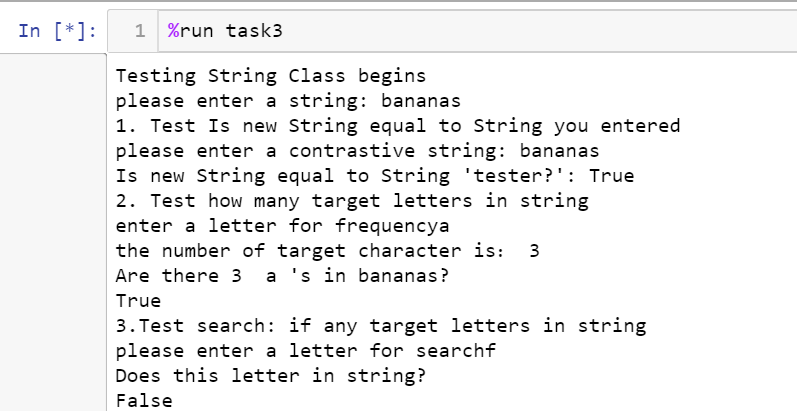 In [*]: 1 %run task3
Testing String Class begins
please enter a string: bananas
1. Test Is new String equal to String you entered
please enter a contrastive string: bananas
Is new String equal to String 'tester?': True
2. Test how many target letters in string
enter a letter for frequencya
the number of target character is:  3
Are there 3  a 's in bananas?
True
3.Test search: if any target letters in string
please enter a letter for searchf
Does this letter in string?
False